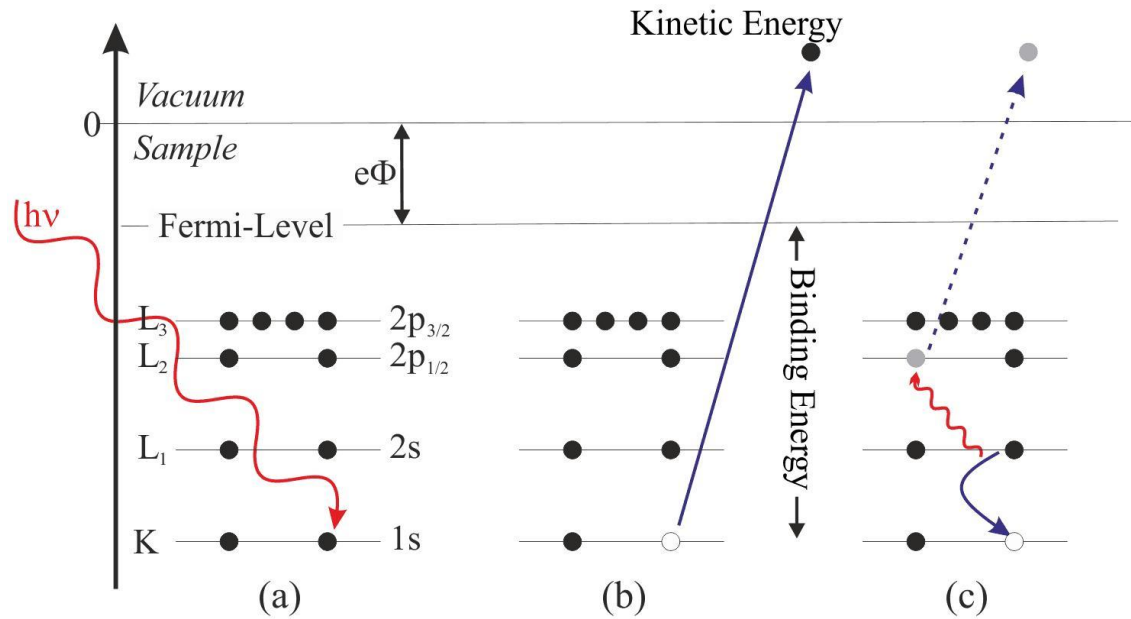 Kinetic Energy
Vacuum
0
Sample
eΦ
hν
Fermi-Level
Binding Energy
L₃ 2p₃/₂
L₂ 2p₁/₂
L₁ 2s
K 1s
(a) (b) (c)